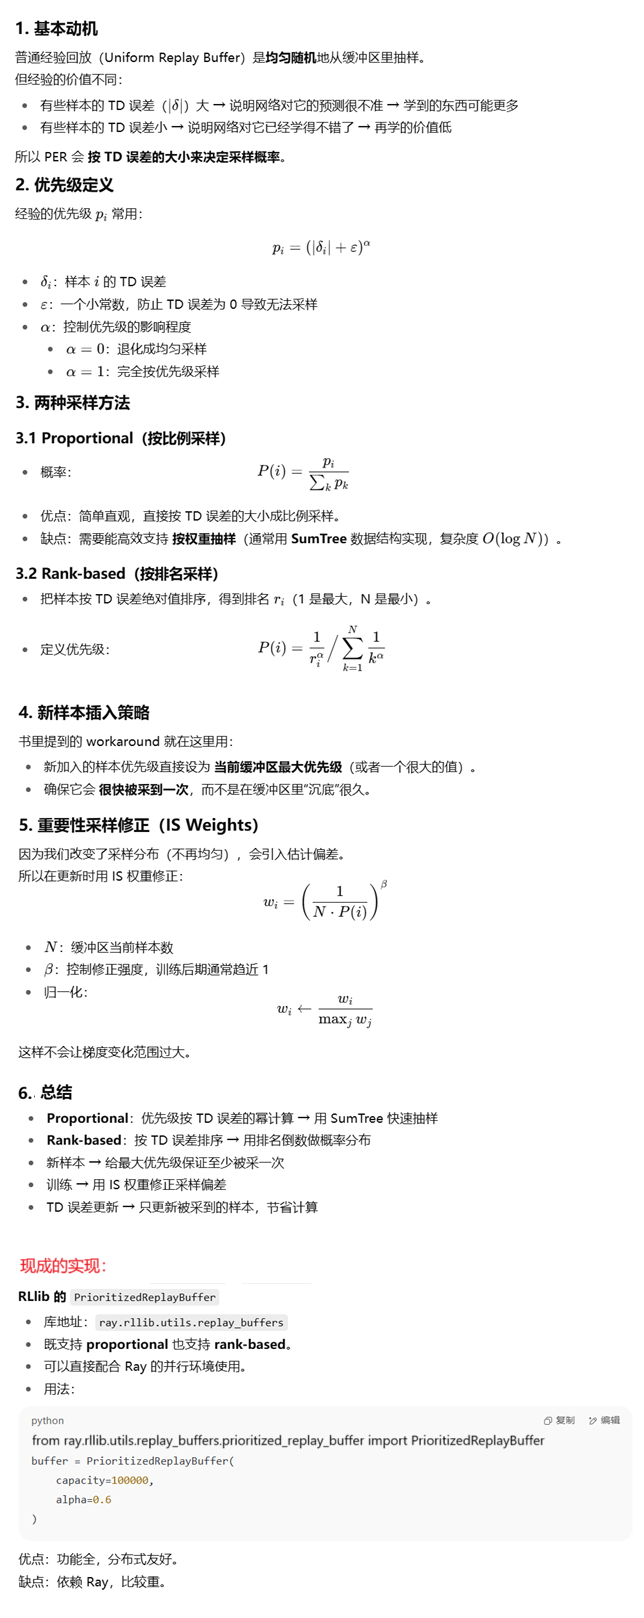 1. 基本动机
普通经验回放（Uniform Replay Buffer）是均匀随机地从缓冲区里抽样。
但经验的价值不同：
• 有些样本的 TD 误差（|δ|）大 → 说明网络对它的预测很不准 → 学到的东西可能更多
• 有些样本的 TD 误差小 → 说明网络对它已经学得不错了 → 再学的价值低
所以 PER 会 按 TD 误差的大小来决定采样概率。
2. 优先级定义
经验的优先级 p_i 常用：
p_i = (|δ_i| + ε)^α
• δ_i：样本 i 的 TD 误差
• ε：一个小常数，防止 TD 误差为 0 导致无法采样
• α：控制优先级的影响程度
• α = 0：退化成均匀采样
• α = 1：完全按优先级采样
3. 两种采样方法
3.1 Proportional（按比例采样）
• 概率： P(i) = p_i / ∑_k p_k
• 优点：简单直观，直接按 TD 误差的大小成比例采样。
• 缺点：需要能高效支持 按权重抽样（通常用 SumTree 数据结构实现，复杂度 O(log N)）。
3.2 Rank-based（按排名采样）
• 把样本按 TD 误差绝对值排序，得到排名 r_i（1 是最大，N 是最小）。
• 定义优先级： P(i) = 1/r_i^α / ∑_{k=1}^{N} 1/k^α
4. 新样本插入策略
书里提到的 workaround 就在这里用：
• 新加入的样本优先级直接设为 当前缓冲区最大优先级（或者一个很大的值）。
• 确保它会 很快被采到一次，而不是在缓冲区里“沉底”很久。
5. 重要性采样修正（IS Weights）
因为我们改变了采样分布（不再均匀），会引入估计偏差。
所以在更新时用 IS 权重修正：
w_i = (1 / (N · P(i)))^β
• N：缓冲区当前样本数
• β：控制修正强度，训练后期通常趋近 1
• 归一化：
w_i ← w_i / max_j w_j
这样不会让梯度变化范围过大。
6. 总结
• Proportional：优先级按 TD 误差的幂计算 → 用 SumTree 快速抽样
• Rank-based：按 TD 误差排序 → 用排名倒数做概率分布
• 新样本 → 给最大优先级保证至少被采一次
• 训练 → 用 IS 权重修正采样偏差
• TD 误差更新 → 只更新被采到的样本，节省计算
现成的实现：
RLlib 的 PrioritizedReplayBuffer
• 库地址：ray.rllib.utils.replay_buffers
• 既支持 proportional 也支持 rank-based。
• 可以直接配合 Ray 的并行环境使用。
• 用法：
python 复制 编辑
from ray.rllib.utils.replay_buffers.prioritized_replay_buffer import PrioritizedReplayBuffer
buffer = PrioritizedReplayBuffer(
capacity=100000,
alpha=0.6
)
优点：功能全，分布式友好。
缺点：依赖 Ray，比较重。